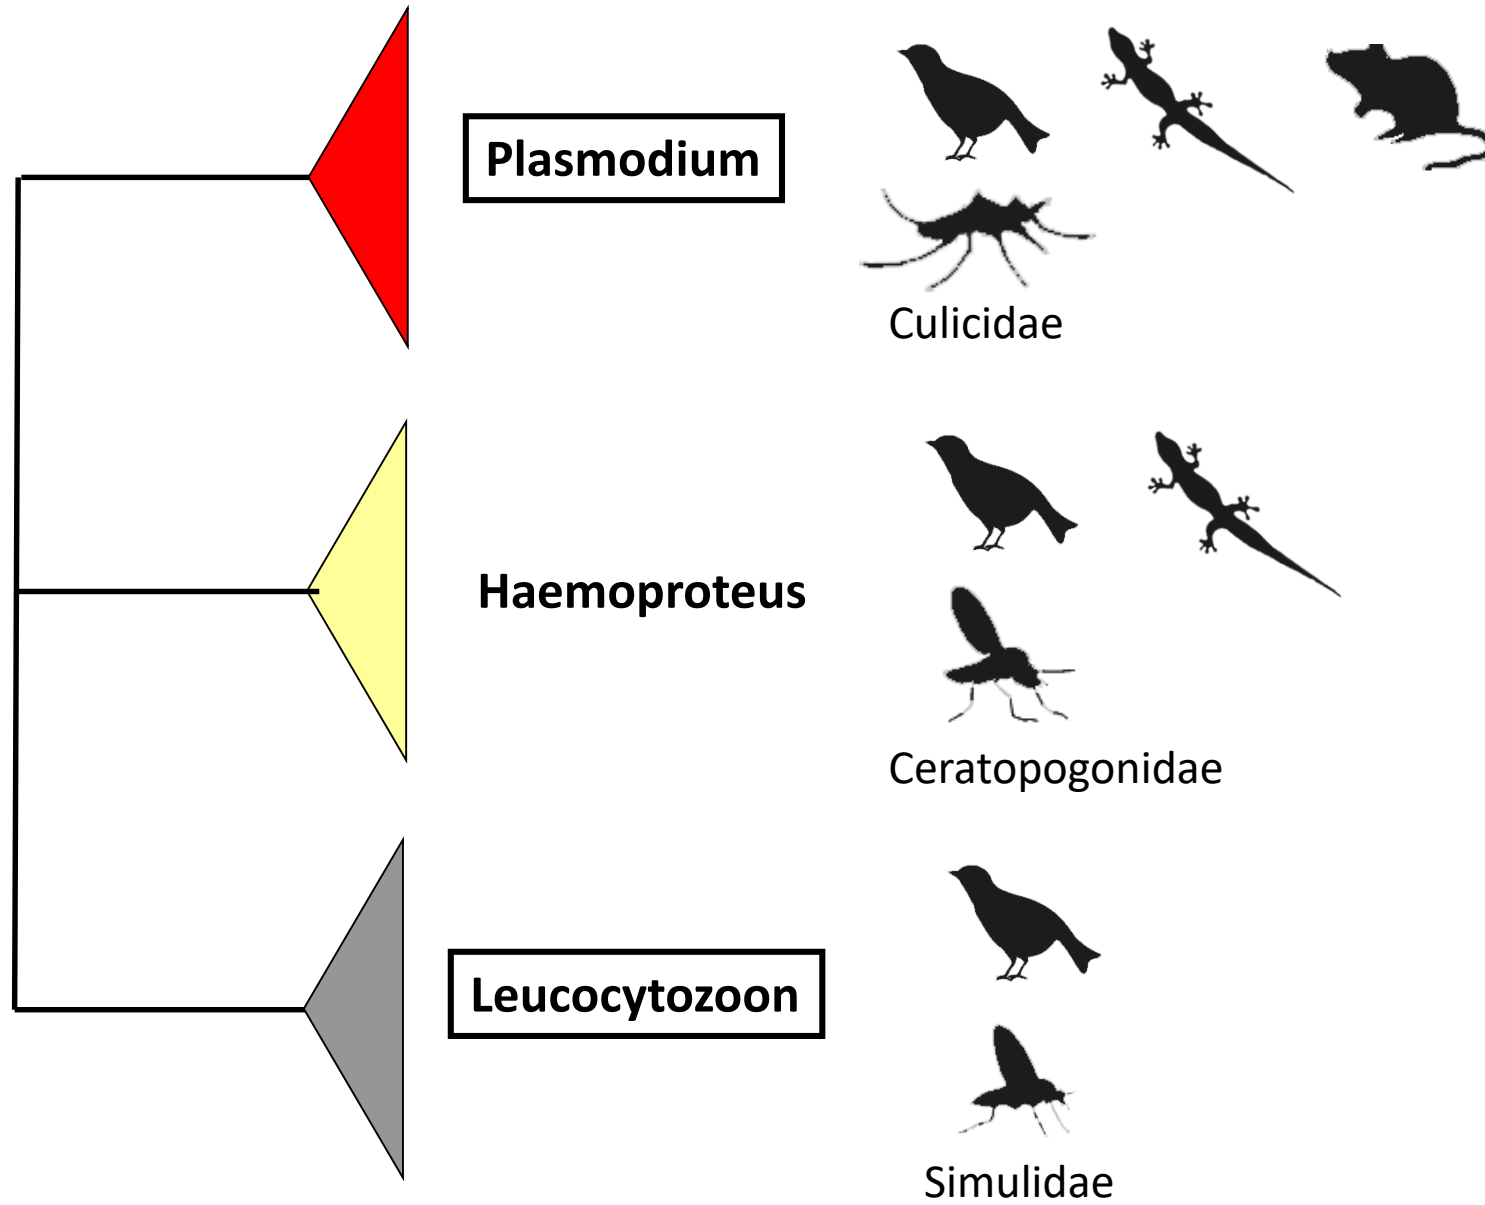 Plasmodium
Culicidae
Haemoproteus
Ceratopogonidae
Leucocytozoon
Simulidae